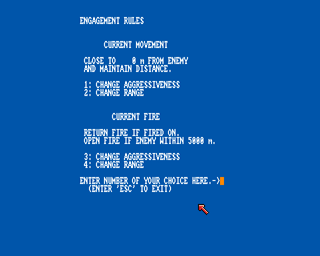 ENGAGEMENT RULES
CURRENT MOVEMENT
CLOSE TO 0 m FROM ENEMY
AND MAINTAIN DISTANCE.
1: CHANGE AGGRESSIVENESS
2: CHANGE RANGE
CURRENT FIRE
RETURN FIRE IF FIRED ON.
OPEN FIRE IF ENEMY WITHIN 5000 m.
3: CHANGE AGGRESSIVENESS
4: CHANGE RANGE
ENTER NUMBER OF YOUR CHOICE HERE.->
(ENTER 'ESC' TO EXIT)